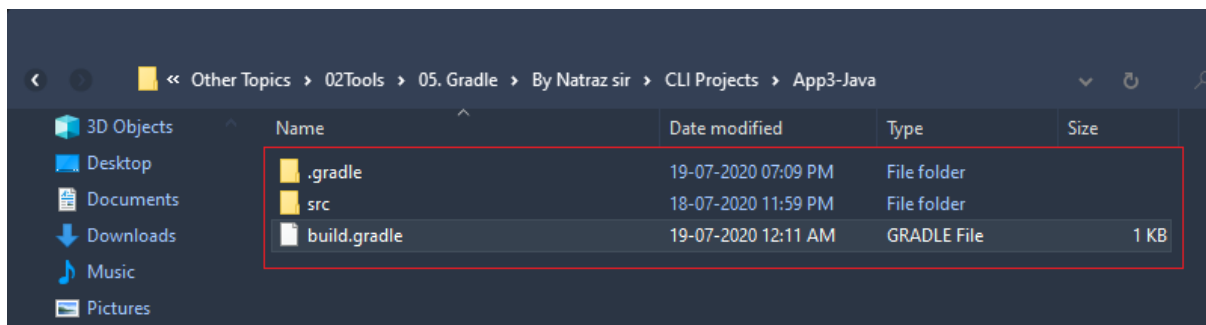 « Other Topics › 02Tools › 05. Gradle › By Natraz sir › CLI Projects › App3-Java
3D Objects
Name Date modified Type Size
Desktop
.gradle 19-07-2020 07:09 PM File folder
Documents
src 18-07-2020 11:59 PM File folder
Downloads
build.gradle 19-07-2020 12:11 AM GRADLE File 1 KB
Music
Pictures